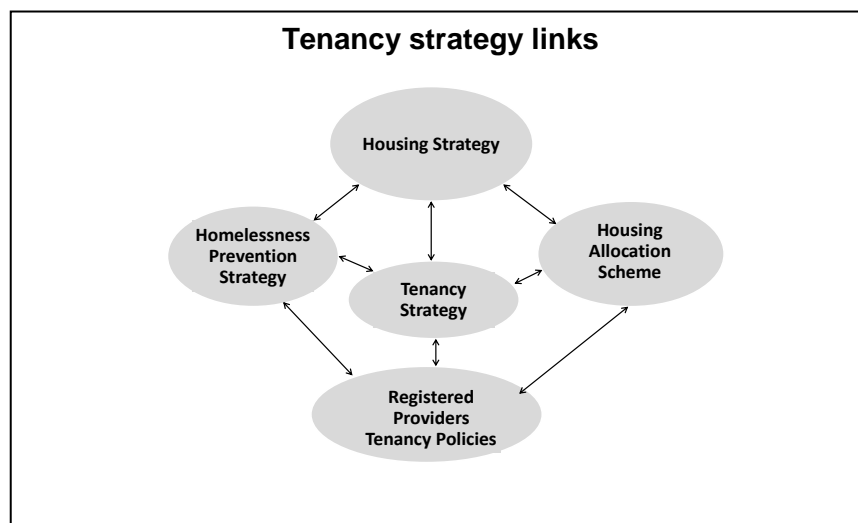 Tenancy strategy links
Housing Strategy
Homelessness
Prevention
Strategy
Housing
Allocation
Scheme
Tenancy
Strategy
Registered
Providers
Tenancy Policies